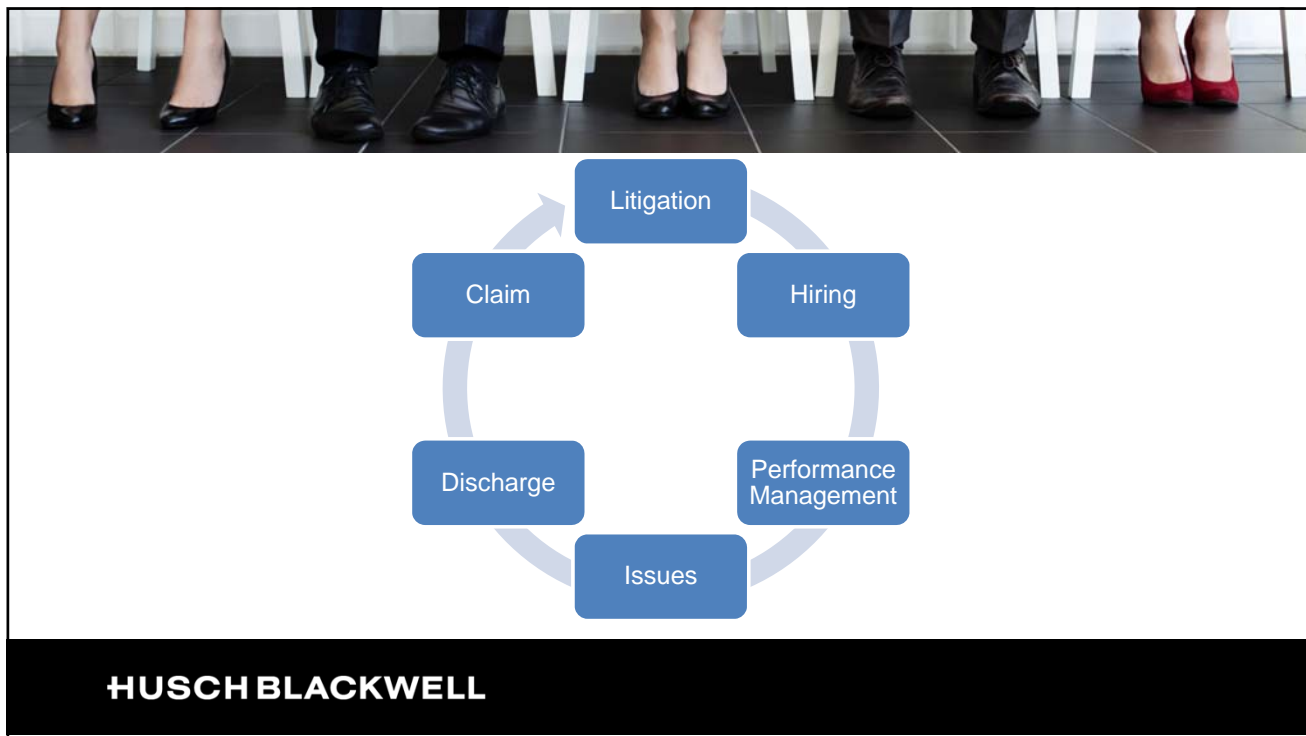 Litigation
Hiring
Performance
Management
Issues
Discharge
Claim
HUSCH BLACKWELL